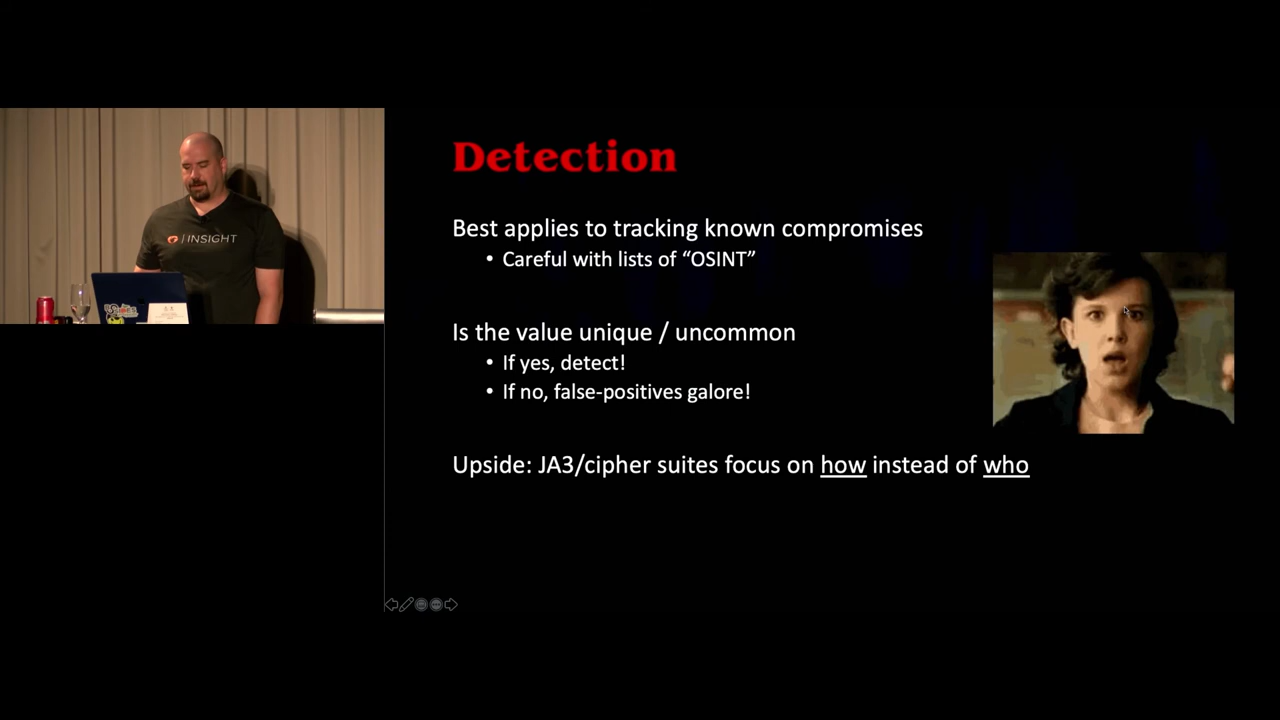 / INSIGHT
Detection
Best applies to tracking known compromises
• Careful with lists of “OSINT”
Is the value unique / uncommon
• If yes, detect!
• If no, false-positives galore!
Upside: JA3/cipher suites focus on how instead of who